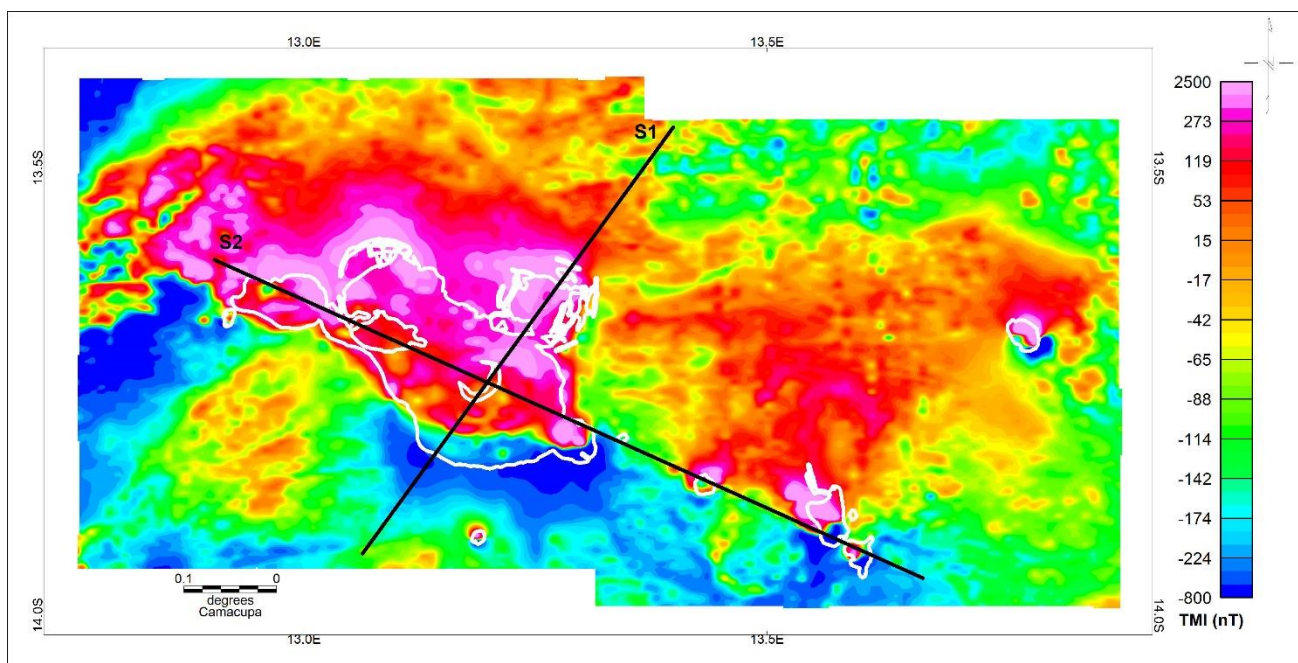 13.0E 13.5E
13.5S
13.5S
S1
S2
14.0S
14.0S
0.1 0
degrees
Camacupa
13.0E 13.5E
2500
273
119
53
15
-17
-42
-65
-88
-114
-142
-174
-224
-800
TMI (nT)